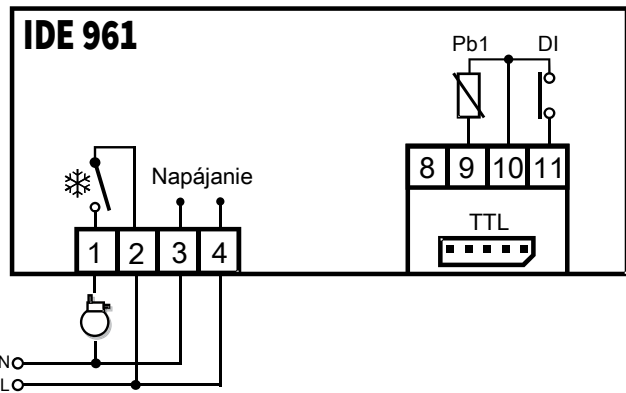 IDE 961
Pb1 DI
Napájanie
8 9 10 11
TTL
1 2 3 4
N
L